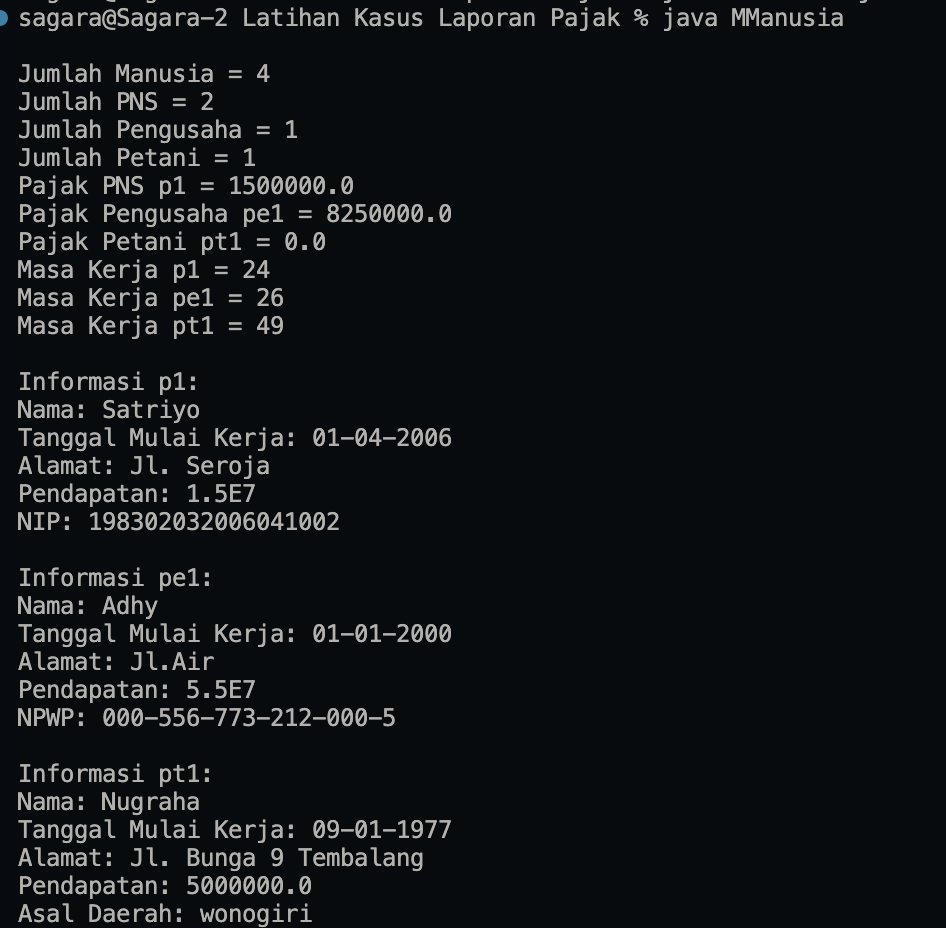 sagara@Sagara-2 Latihan Kasus Laporan Pajak % java MManusia
Jumlah Manusia = 4
Jumlah PNS = 2
Jumlah Pengusaha = 1
Jumlah Petani = 1
Pajak PNS p1 = 1500000.0
Pajak Pengusaha pe1 = 8250000.0
Pajak Petani pt1 = 0.0
Masa Kerja p1 = 24
Masa Kerja pe1 = 26
Masa Kerja pt1 = 49
Informasi p1:
Nama: Satriyo
Tanggal Mulai Kerja: 01-04-2006
Alamat: Jl. Seroja
Pendapatan: 1.5E7
NIP: 198302032006041002
Informasi pe1:
Nama: Adhy
Tanggal Mulai Kerja: 01-01-2000
Alamat: Jl.Air
Pendapatan: 5.5E7
NPWP: 000-556-773-212-000-5
Informasi pt1:
Nama: Nugraha
Tanggal Mulai Kerja: 09-01-1977
Alamat: Jl. Bunga 9 Tembalang
Pendapatan: 5000000.0
Asal Daerah: wonogiri